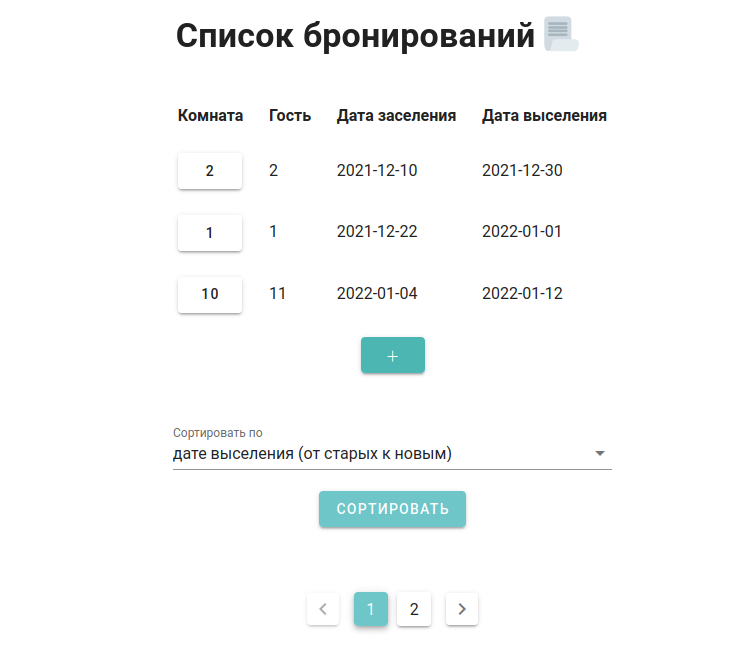 Список бронирований
Комната Гость Дата заселения Дата выселения
2 2 2021-12-10 2021-12-30
1 1 2021-12-22 2022-01-01
10 11 2022-01-04 2022-01-12
+
Сортировать по
дате выселения (от старых к новым)
СОРТИРОВАТЬ
1 2